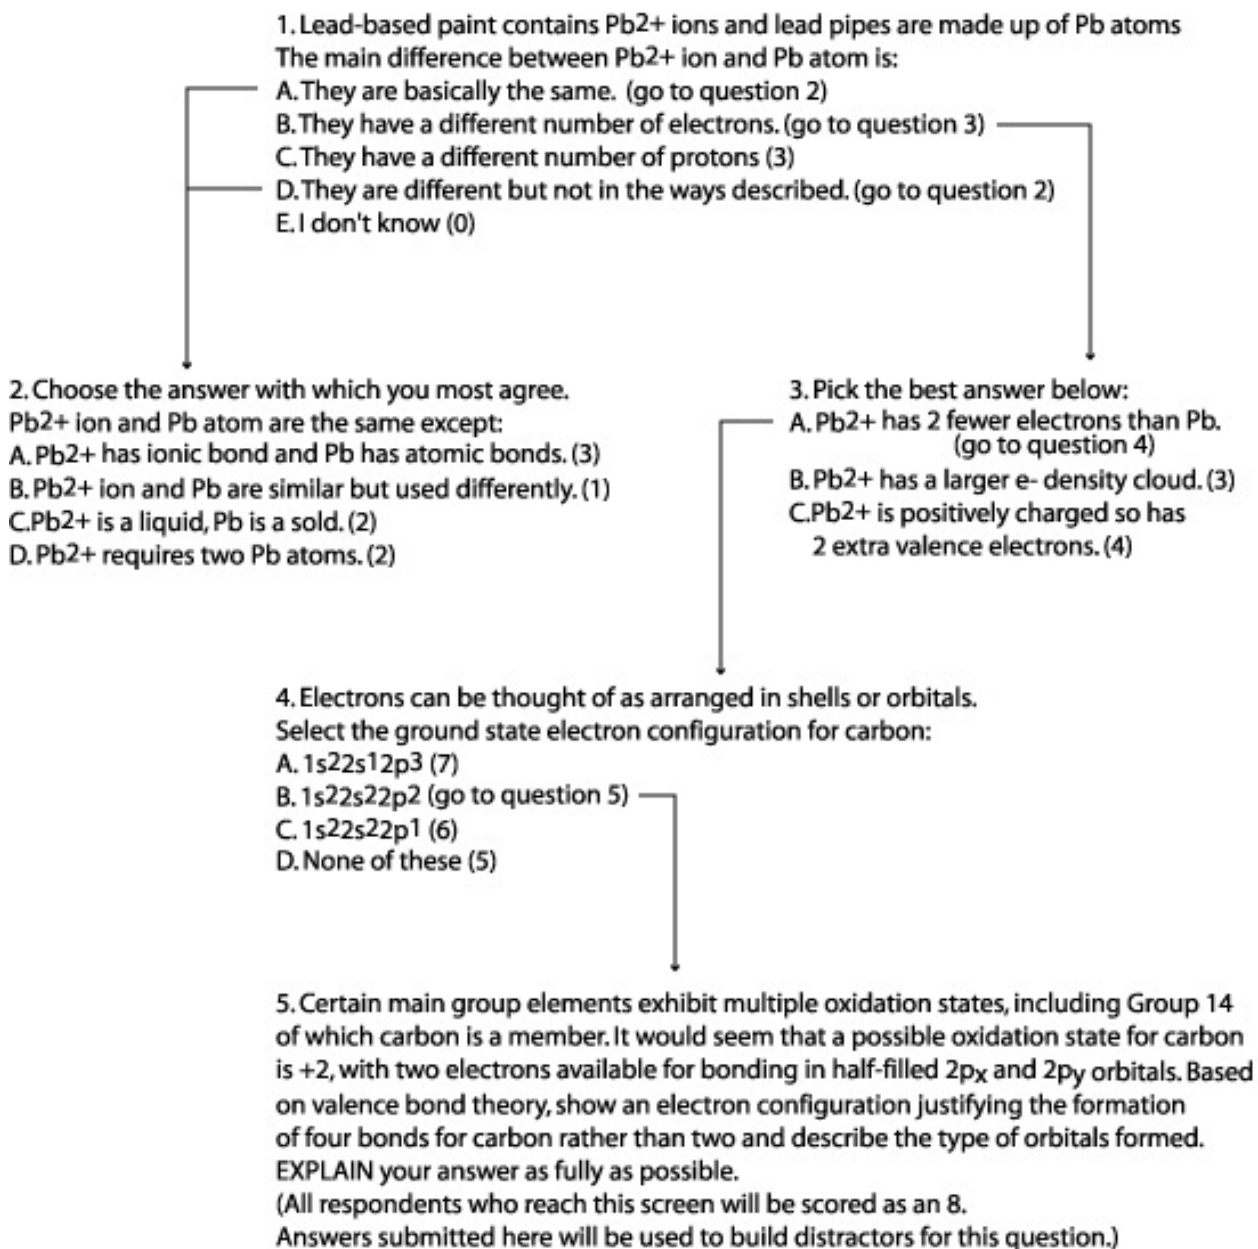 1. Lead-based paint contains Pb2+ ions and lead pipes are made up of Pb atoms
The main difference between Pb2+ ion and Pb atom is:
A. They are basically the same. (go to question 2)
B. They have a different number of electrons. (go to question 3)
C. They have a different number of protons (3)
D. They are different but not in the ways described. (go to question 2)
E. I don't know (0)
2. Choose the answer with which you most agree.
Pb2+ ion and Pb atom are the same except:
A. Pb2+ has ionic bond and Pb has atomic bonds. (3)
B. Pb2+ ion and Pb are similar but used differently. (1)
C.Pb2+ is a liquid, Pb is a sold. (2)
D. Pb2+ requires two Pb atoms. (2)
3. Pick the best answer below:
A. Pb2+ has 2 fewer electrons than Pb.
(go to question 4)
B. Pb2+ has a larger e- density cloud. (3)
C.Pb2+ is positively charged so has
2 extra valence electrons. (4)
4. Electrons can be thought of as arranged in shells or orbitals.
Select the ground state electron configuration for carbon:
A. 1s22s12p3 (7)
B. 1s22s22p2 (go to question 5)
C. 1s22s22p1 (6)
D. None of these (5)
5. Certain main group elements exhibit multiple oxidation states, including Group 14
of which carbon is a member. It would seem that a possible oxidation state for carbon
is +2, with two electrons available for bonding in half-filled 2px and 2py orbitals. Based
on valence bond theory, show an electron configuration justifying the formation
of four bonds for carbon rather than two and describe the type of orbitals formed.
EXPLAIN your answer as fully as possible.
(All respondents who reach this screen will be scored as an 8.
Answers submitted here will be used to build distractors for this question.)